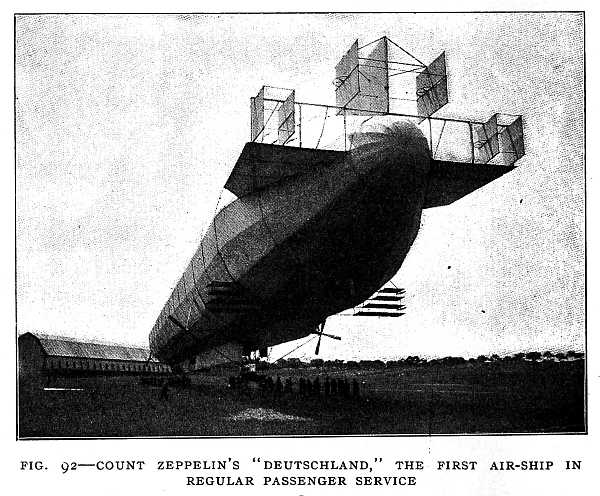 FIG. 92—COUNT ZEPPELIN'S "DEUTSCHLAND," THE FIRST AIR-SHIP IN
REGULAR PASSENGER SERVICE